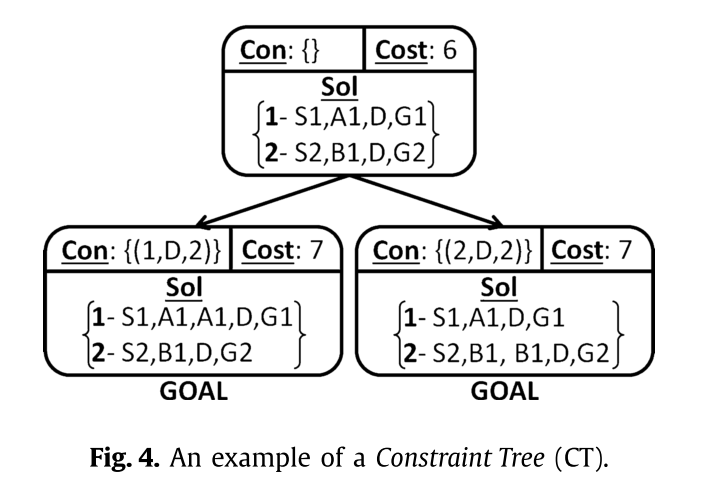 Con: {} Cost: 6
Sol
1- S1,A1,D,G1
2- S2,B1,D,G2
Con: {(1,D,2)} Cost: 7
Sol
1- S1,A1,A1,D,G1
2- S2,B1,D,G2
GOAL
Con: {(2,D,2)} Cost: 7
Sol
1- S1,A1,D,G1
2- S2,B1, B1,D,G2
GOAL
Fig. 4. An example of a Constraint Tree (CT).